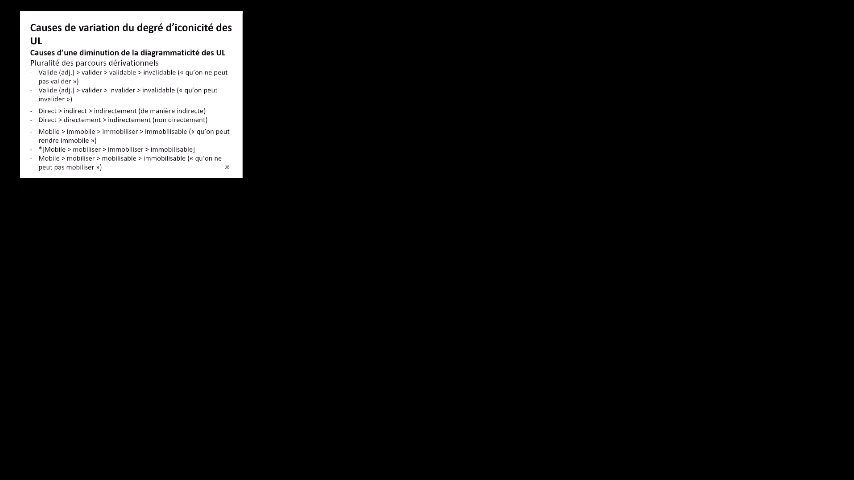 Causes de variation du degré d’iconicité des
UL
Causes d’une diminution de la diagrammaticité des UL
Pluralité des parcours dérivationnels
- Valide (adj.) > valider > validable > invalidable (« qu’on ne peut
pas valider »)
- Valide (adj.) > valider > invalider > invalidable (« qu’on peut
invalider »)
- Direct > indirect > indirectement (de manière indirecte)
- Direct > directement > indirectement (non directement)
- Mobile > immobile > immobiliser > immobilisable (« qu’on peut
rendre immobile »)
- *[Mobile > mobiliser > immobiliser > immobilisable]
- Mobile > mobiliser > mobilisable > immobilisable (« qu’on ne
peut pas mobiliser »)